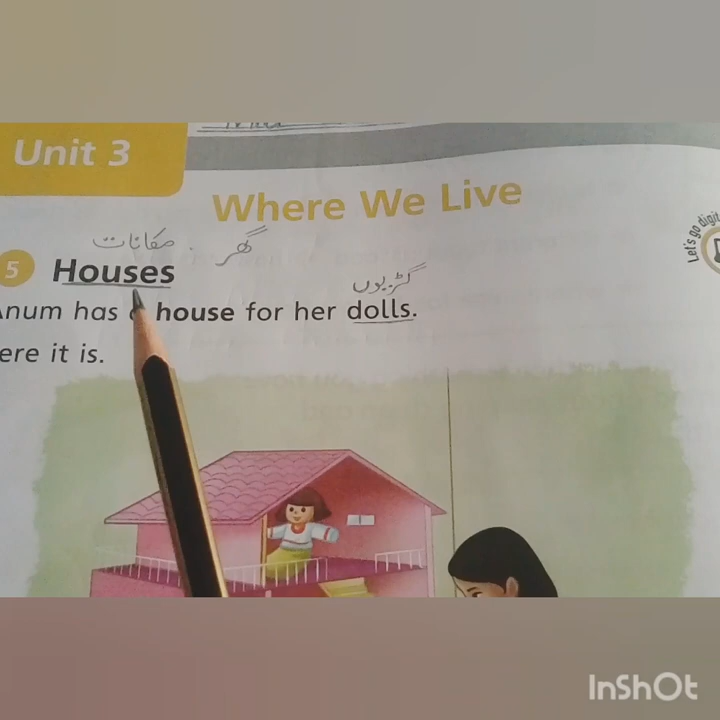 Unit 3
Where We Live
Let's go digit
مکانات . گھر
5 Houses
گڑیوں
num has a house for her dolls.
ere it is.
InShOt